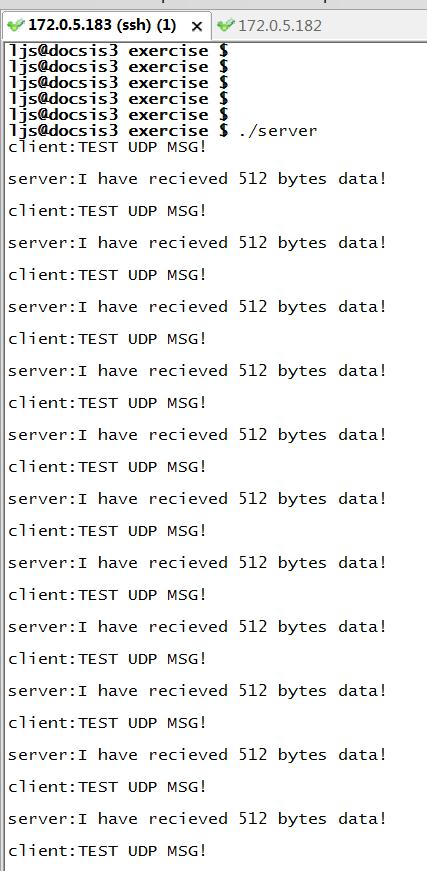 172.0.5.183 (ssh) (1) × 172.0.5.182
ljs@docsis3 exercise $
ljs@docsis3 exercise $
ljs@docsis3 exercise $
ljs@docsis3 exercise $
ljs@docsis3 exercise $ ./server
client:TEST UDP MSG!
server:I have recieved 512 bytes data!
client:TEST UDP MSG!
server:I have recieved 512 bytes data!
client:TEST UDP MSG!
server:I have recieved 512 bytes data!
client:TEST UDP MSG!
server:I have recieved 512 bytes data!
client:TEST UDP MSG!
server:I have recieved 512 bytes data!
client:TEST UDP MSG!
server:I have recieved 512 bytes data!
client:TEST UDP MSG!
server:I have recieved 512 bytes data!
client:TEST UDP MSG!
server:I have recieved 512 bytes data!
client:TEST UDP MSG!
server:I have recieved 512 bytes data!
client:TEST UDP MSG!
server:I have recieved 512 bytes data!
client:TEST UDP MSG!
server:I have recieved 512 bytes data!
client:TEST UDP MSG!